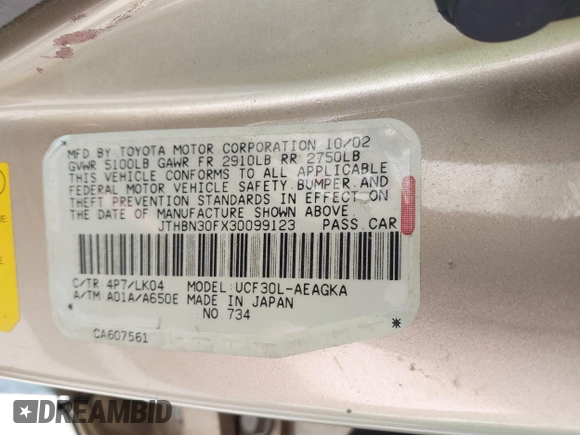 MFD BY TOYOTA MOTOR CORPORATION 10/02
GVWR 5100LB GAWR FR 2910LB RR 2750LB
THIS VEHICLE CONFORMS TO ALL APPLICABLE
FEDERAL MOTOR VEHICLE SAFETY, BUMPER AND
THEFT PREVENTION STANDARDS IN EFFECT ON
THE DATE OF MANUFACTURE SHOWN ABOVE.
JTHBN30FX30099123 PASS.CAR
C/TR 4P7/LK04 MODEL: UCF30L-AEAGKA
A/TM A01A/A650E MADE IN JAPAN
NO 734
CA607561
DREAMBID